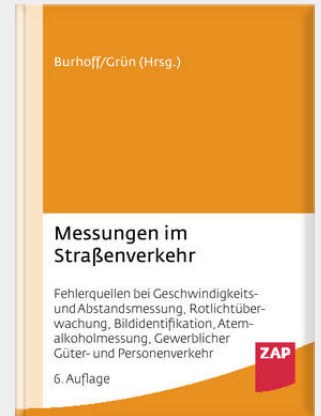 Burhoff/Grün (Hrsg.)
Messungen im
Straßenverkehr
Fehlerquellen bei Geschwindigkeits-
und Abstandsmessung, Rotlichtüber-
wachung, Bildidentifikation, Atem-
alkoholmessung, Gewerblicher
Güter- und Personenverkehr
ZAP
6. Auflage